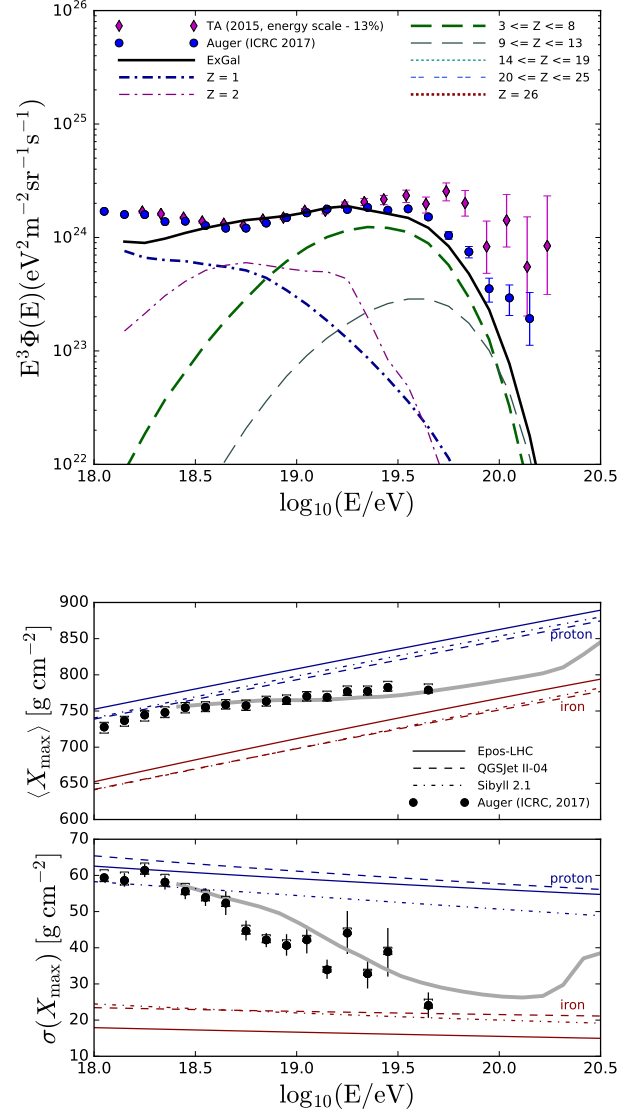 10^26
10^25
10^24
10^23
10^22
E^3Φ(E)(eV^2m^−2sr^−1s^−1)
TA (2015, energy scale - 13%)
Auger (ICRC 2017)
ExGal
Z = 1
Z = 2
3 <= Z <= 8
9 <= Z <= 13
14 <= Z <= 19
20 <= Z <= 25
Z = 26
18.0 18.5 19.0 19.5 20.0 20.5
log_10(E/eV)
900
850
800
750
700
650
600
⟨X_max⟩ [g cm^−2]
proton
iron
Epos-LHC
QGSJet II-04
Sibyll 2.1
Auger (ICRC, 2017)
70
60
50
40
30
20
10
σ(X_max) [g cm^−2]
proton
iron
18.0 18.5 19.0 19.5 20.0 20.5
log_10(E/eV)